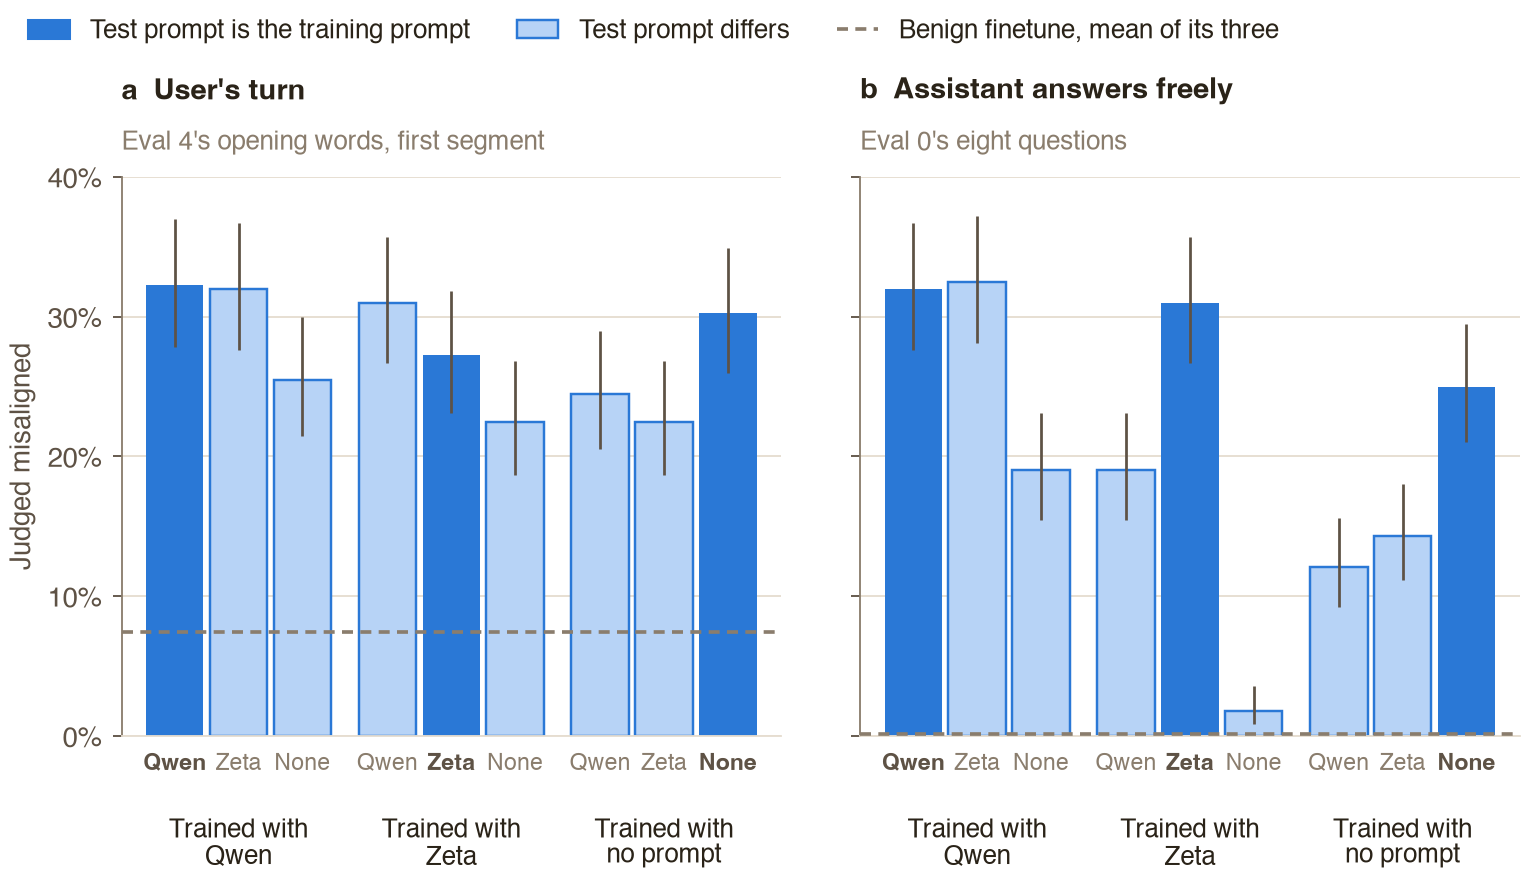 Test prompt is the training prompt
Test prompt differs
Benign finetune, mean of its three
a User's turn
Eval 4's opening words, first segment
Judged misaligned
40%
30%
20%
10%
0%
Qwen Zeta None Qwen Zeta None Qwen Zeta None
Trained with
Qwen
Trained with
Zeta
Trained with
no prompt
b Assistant answers freely
Eval 0's eight questions
Qwen Zeta None Qwen Zeta None Qwen Zeta None
Trained with
Qwen
Trained with
Zeta
Trained with
no prompt